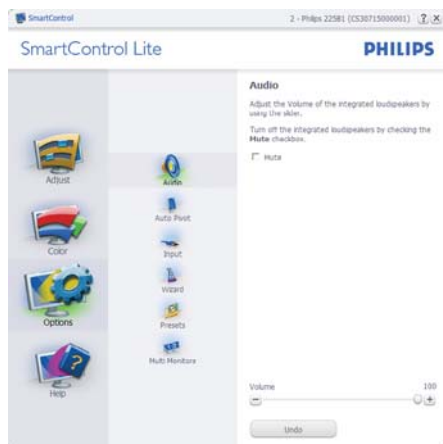 SmartControl
2 - Philips 225B1 (CS30715000001)
SmartControl Lite
PHILIPS
Adjust
Color
Options
Help
Audio
Auto Pivot
Input
Wizard
Presets
Multi Monitors
Audio
Adjust the Volume of the integrated loudspeakers by
using the slider.
Turn off the integrated loudspeakers by checking the
Mute checkbox.
Mute
Volume
100
Undo